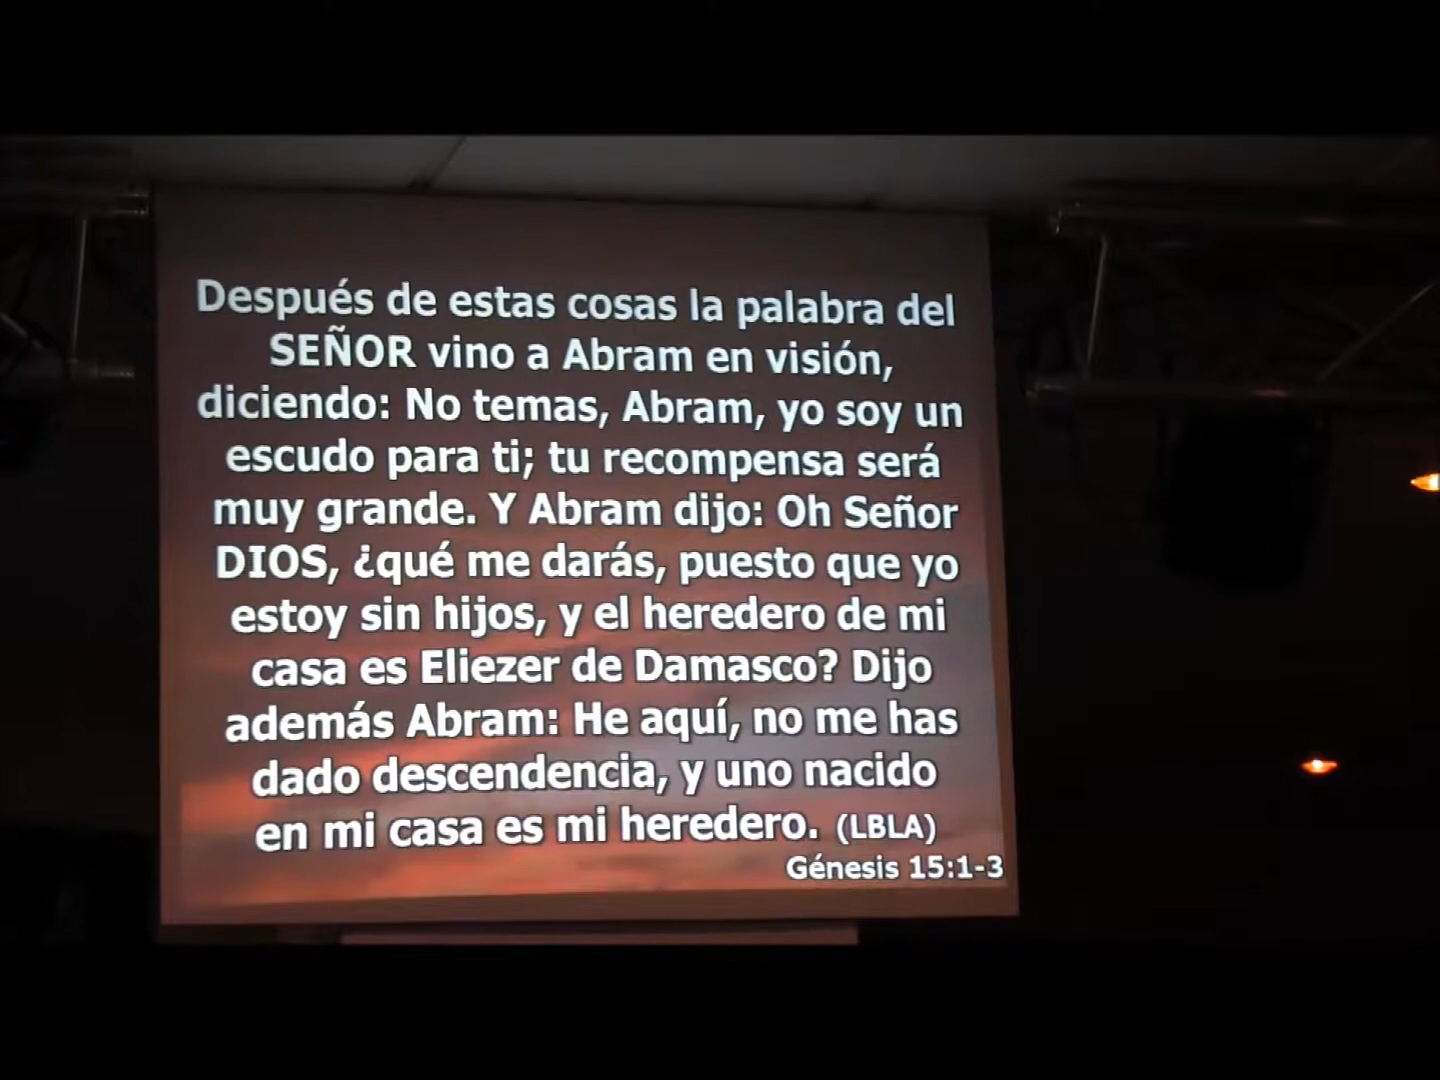 Después de estas cosas la palabra del
SEÑOR vino a Abram en visión,
diciendo: No temas, Abram, yo soy un
escudo para ti; tu recompensa será
muy grande. Y Abram dijo: Oh Señor
DIOS, ¿qué me darás, puesto que yo
estoy sin hijos, y el heredero de mi
casa es Eliezer de Damasco? Dijo
además Abram: He aquí, no me has
dado descendencia, y uno nacido
en mi casa es mi heredero. (LBLA)
Génesis 15:1-3